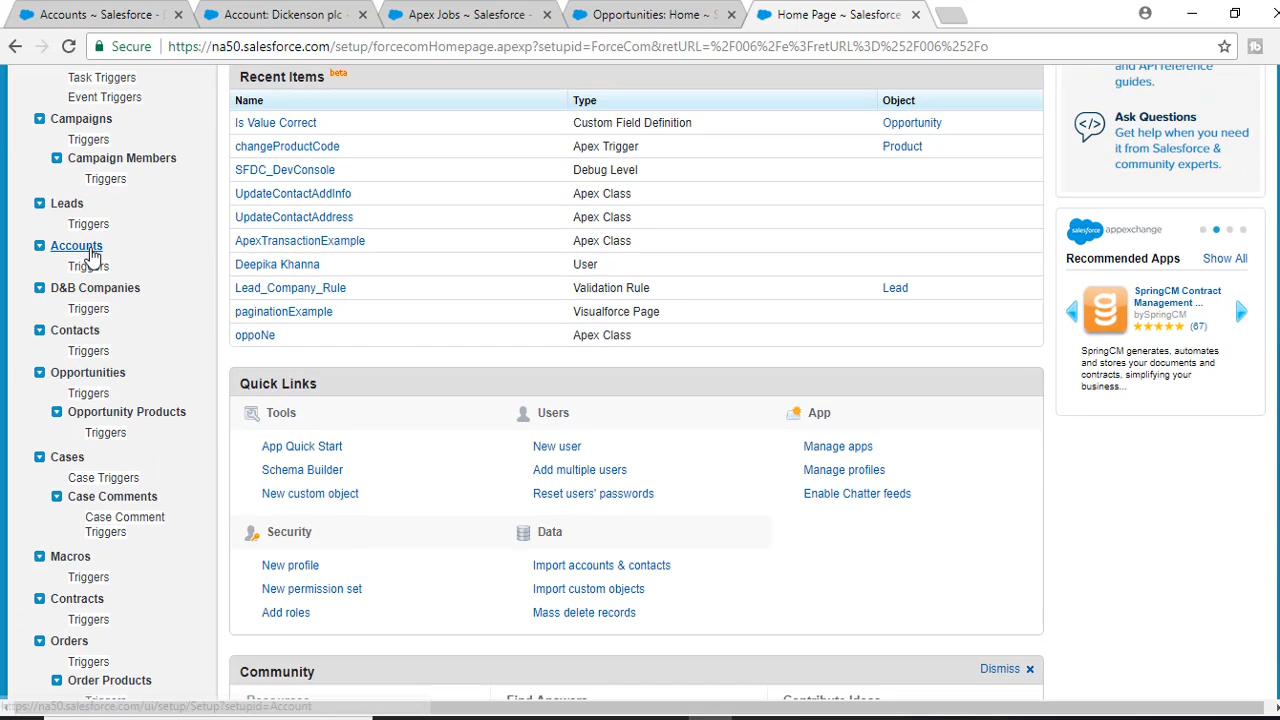 Accounts ~ Salesforce -
Account: Dickenson plc -
Apex Jobs ~ Salesforce -
Opportunities: Home -
Home Page ~ Salesforce
Secure
https://na50.salesforce.com/setup/forcecomHomepage.apexp?setupid=ForceCom&retURL=%2F006%2Fe%3FretURL%3D%252F006%252Fo
Task Triggers
Event Triggers
Campaigns
Triggers
Campaign Members
Triggers
Leads
Triggers
Accounts
Triggers
D&B Companies
Triggers
Contacts
Triggers
Opportunities
Triggers
Opportunity Products
Triggers
Cases
Case Triggers
Case Comments
Case Comment
Triggers
Macros
Triggers
Contracts
Triggers
Orders
Triggers
Order Products
Triggers
https://na50.salesforce.com/ui/setup/Setup?setupid=Account
Recent Items beta
Name Type Object
Is Value Correct Custom Field Definition Opportunity
changeProductCode Apex Trigger Product
SFDC_DevConsole Debug Level
UpdateContactAddInfo Apex Class
UpdateContactAddress Apex Class
ApexTransactionExample Apex Class
Deepika Khanna User
Lead_Company_Rule Validation Rule Lead
paginationExample Visualforce Page
oppoNe Apex Class
Quick Links
Tools Users App
App Quick Start New user Manage apps
Schema Builder Add multiple users Manage profiles
New custom object Reset users' passwords Enable Chatter feeds
Security Data
New profile Import accounts & contacts
New permission set Import custom objects
Add roles Mass delete records
Community Dismiss
Resources Find Answers Contribute Ideas
and API reference
guides.
Ask Questions
Get help when you need
it from Salesforce &
community experts.
salesforce appexchange
Recommended Apps Show All
SpringCM Contract
Management ...
bySpringCM
(67)
SpringCM generates, automates
and stores your documents and
contracts, simplifying your
business...